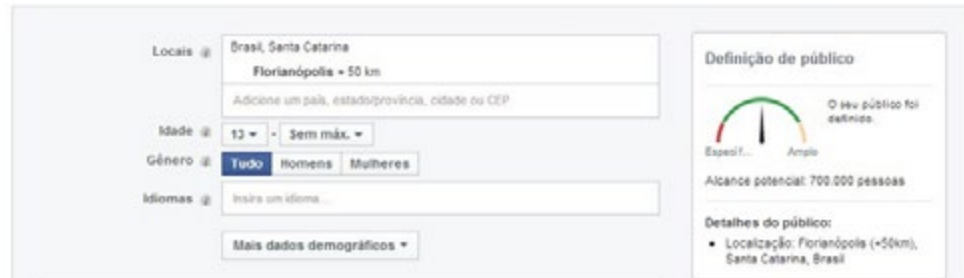 Locais
Brasil, Santa Catarina
Florianópolis + 50 km
Adicione um país, estado/província, cidade ou CEP
Idade
13 - Sem máx.
Gênero
Tudo Homens Mulheres
Idiomas
Insira um idioma...
Mais dados demográficos
Definição de público
O seu público foi
definido.
Específ... Amplo
Alcance potencial: 700.000 pessoas
Detalhes do público:
• Localização: Florianópolis (+50km),
Santa Catarina, Brasil